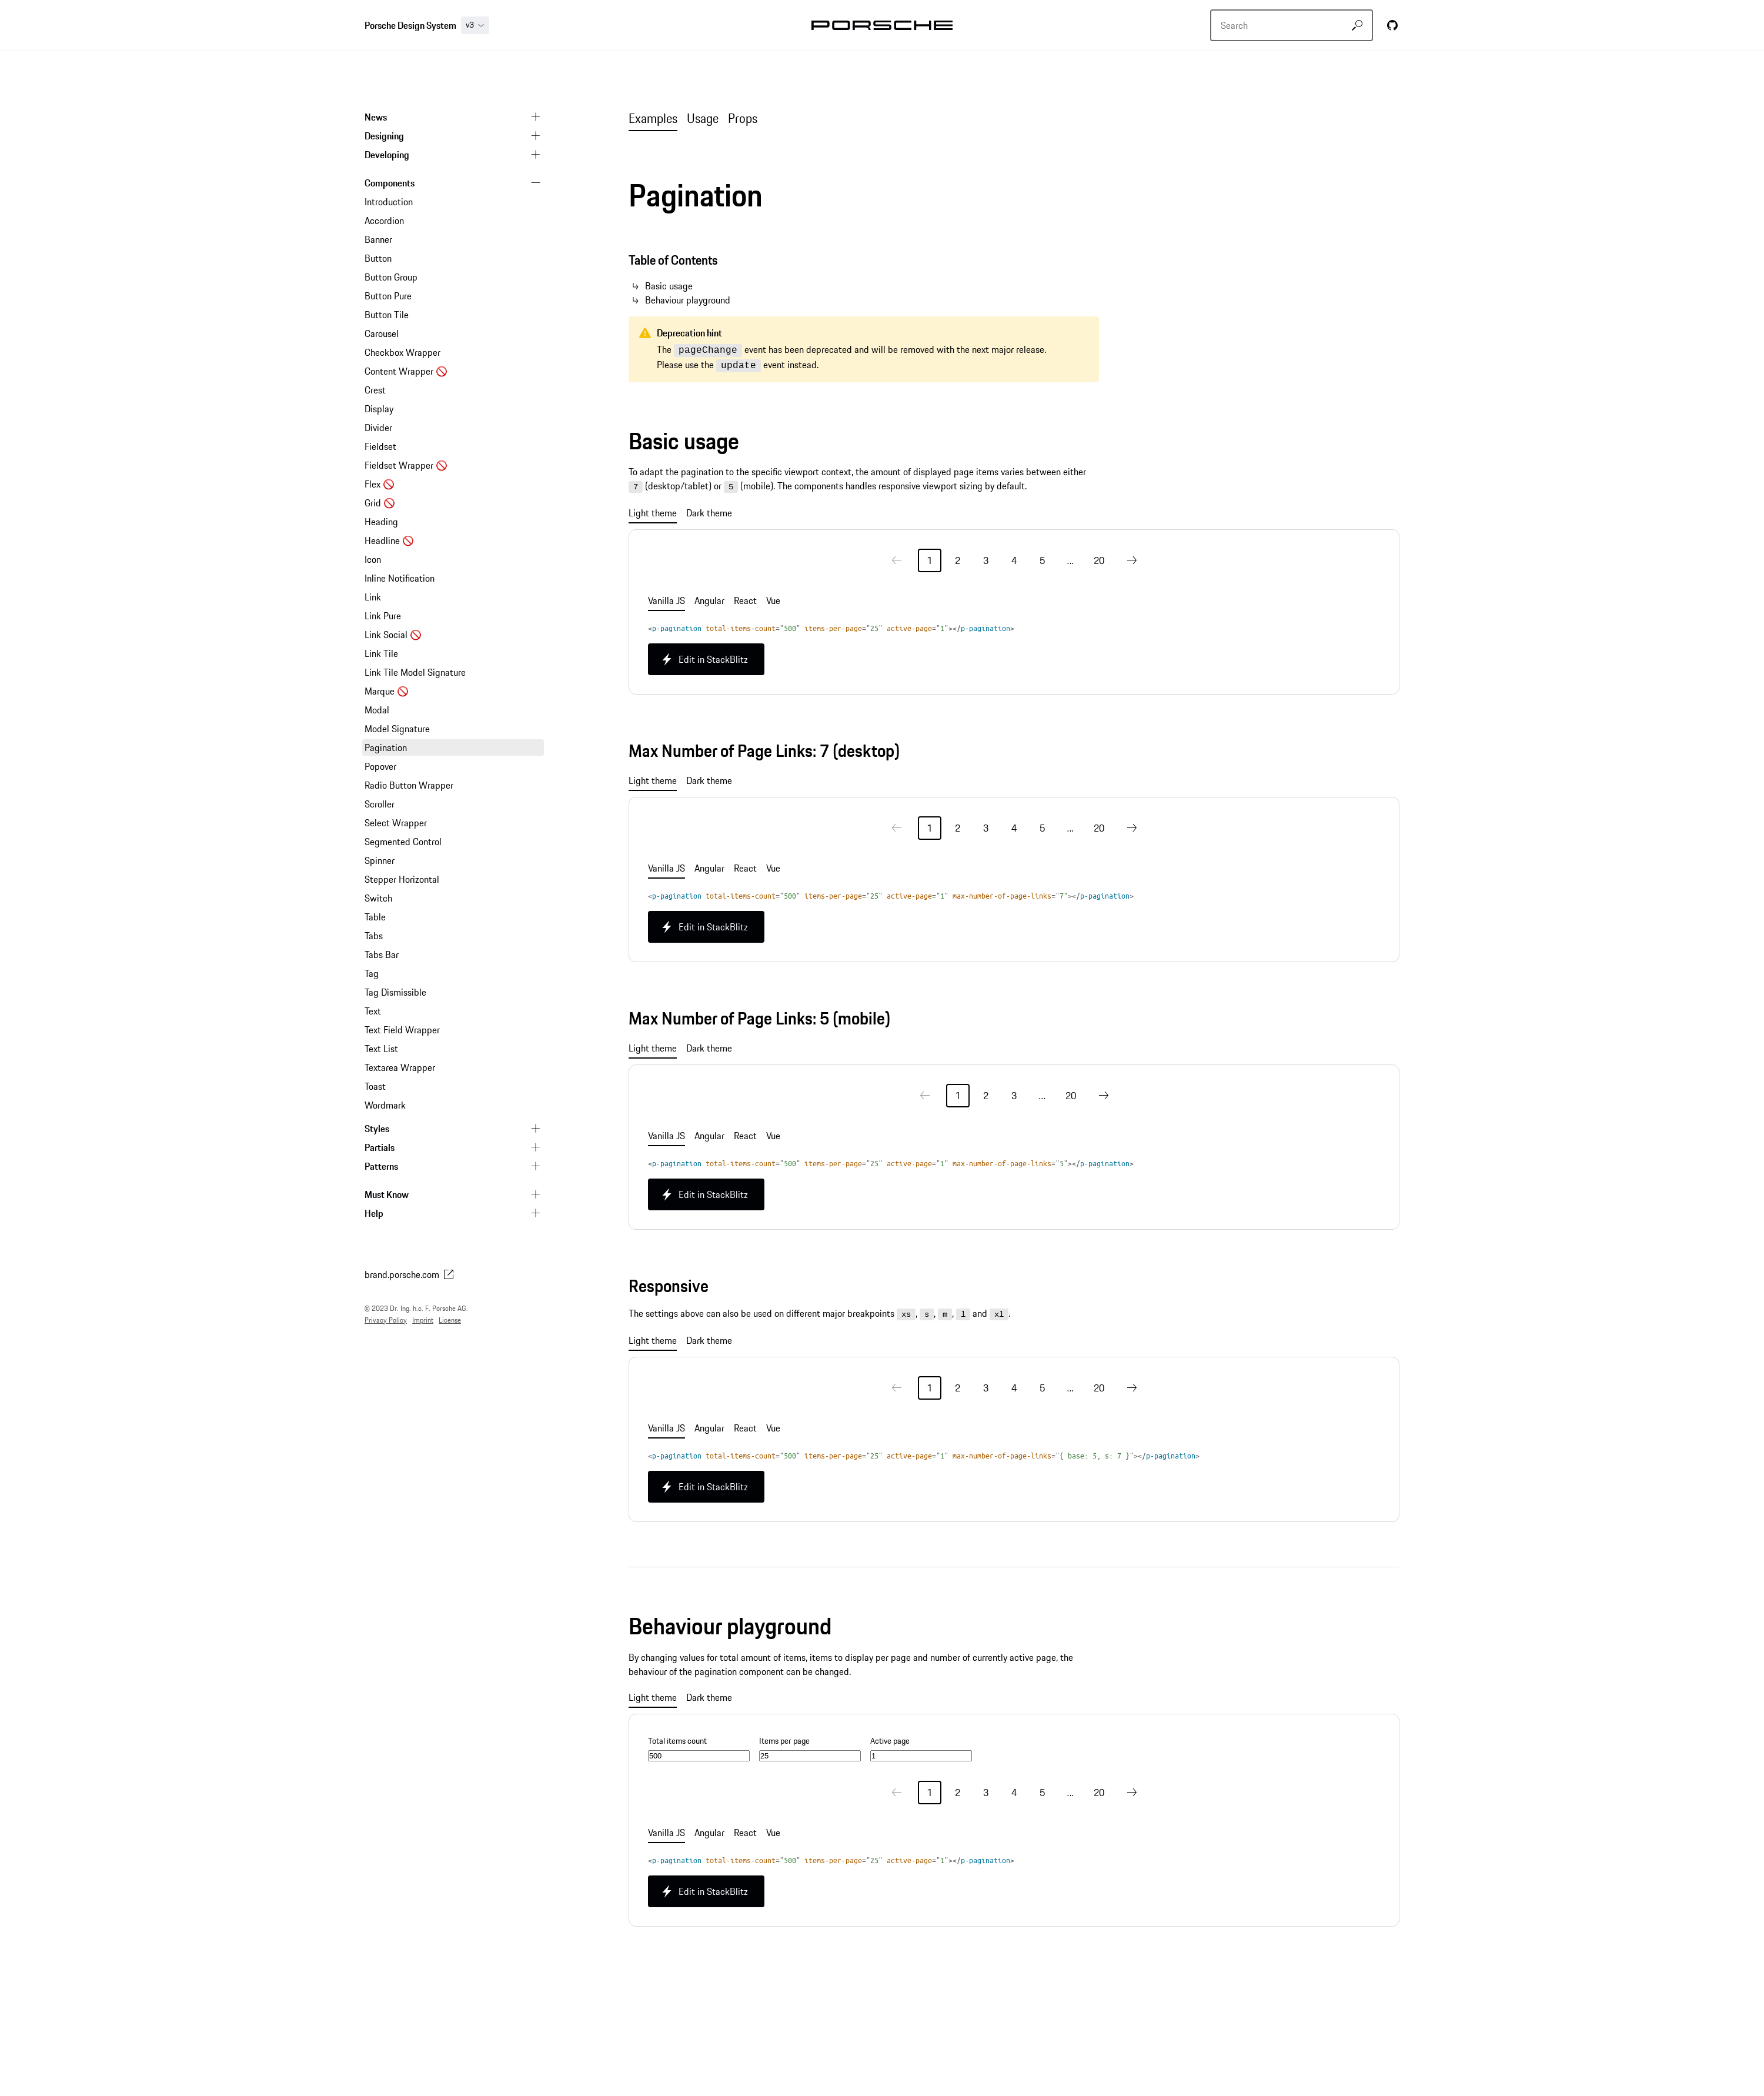 Porsche Design System v3
PORSCHE
Search
News
Designing
Developing
Components
Introduction
Accordion
Banner
Button
Button Group
Button Pure
Button Tile
Carousel
Checkbox Wrapper
Content Wrapper 🚫
Crest
Display
Divider
Fieldset
Fieldset Wrapper 🚫
Flex 🚫
Grid 🚫
Heading
Headline 🚫
Icon
Inline Notification
Link
Link Pure
Link Social 🚫
Link Tile
Link Tile Model Signature
Marque 🚫
Modal
Model Signature
Pagination
Popover
Radio Button Wrapper
Scroller
Select Wrapper
Segmented Control
Spinner
Stepper Horizontal
Switch
Table
Tabs
Tabs Bar
Tag
Tag Dismissible
Text
Text Field Wrapper
Text List
Textarea Wrapper
Toast
Wordmark
Styles
Partials
Patterns
Must Know
Help
brand.porsche.com
© 2023 Dr. Ing. h.c. F. Porsche AG.
Privacy Policy Imprint License
Examples Usage Props
Pagination
Table of Contents
↳ Basic usage
↳ Behaviour playground
Deprecation hint
The pageChange event has been deprecated and will be removed with the next major release.
Please use the update event instead.
Basic usage
To adapt the pagination to the specific viewport context, the amount of displayed page items varies between either
7 (desktop/tablet) or 5 (mobile). The components handles responsive viewport sizing by default.
Light theme Dark theme
← 1 2 3 4 5 ... 20 →
Vanilla JS Angular React Vue
<p-pagination total-items-count="500" items-per-page="25" active-page="1"></p-pagination>
Edit in StackBlitz
Max Number of Page Links: 7 (desktop)
Light theme Dark theme
← 1 2 3 4 5 ... 20 →
Vanilla JS Angular React Vue
<p-pagination total-items-count="500" items-per-page="25" active-page="1" max-number-of-page-links="7"></p-pagination>
Edit in StackBlitz
Max Number of Page Links: 5 (mobile)
Light theme Dark theme
← 1 2 3 ... 20 →
Vanilla JS Angular React Vue
<p-pagination total-items-count="500" items-per-page="25" active-page="1" max-number-of-page-links="5"></p-pagination>
Edit in StackBlitz
Responsive
The settings above can also be used on different major breakpoints xs, s, m, l and xl.
Light theme Dark theme
← 1 2 3 4 5 ... 20 →
Vanilla JS Angular React Vue
<p-pagination total-items-count="500" items-per-page="25" active-page="1" max-number-of-page-links="{ base: 5, s: 7 }"></p-pagination>
Edit in StackBlitz
Behaviour playground
By changing values for total amount of items, items to display per page and number of currently active page, the
behaviour of the pagination component can be changed.
Light theme Dark theme
Total items count Items per page Active page
500 25 1
← 1 2 3 4 5 ... 20 →
Vanilla JS Angular React Vue
<p-pagination total-items-count="500" items-per-page="25" active-page="1"></p-pagination>
Edit in StackBlitz